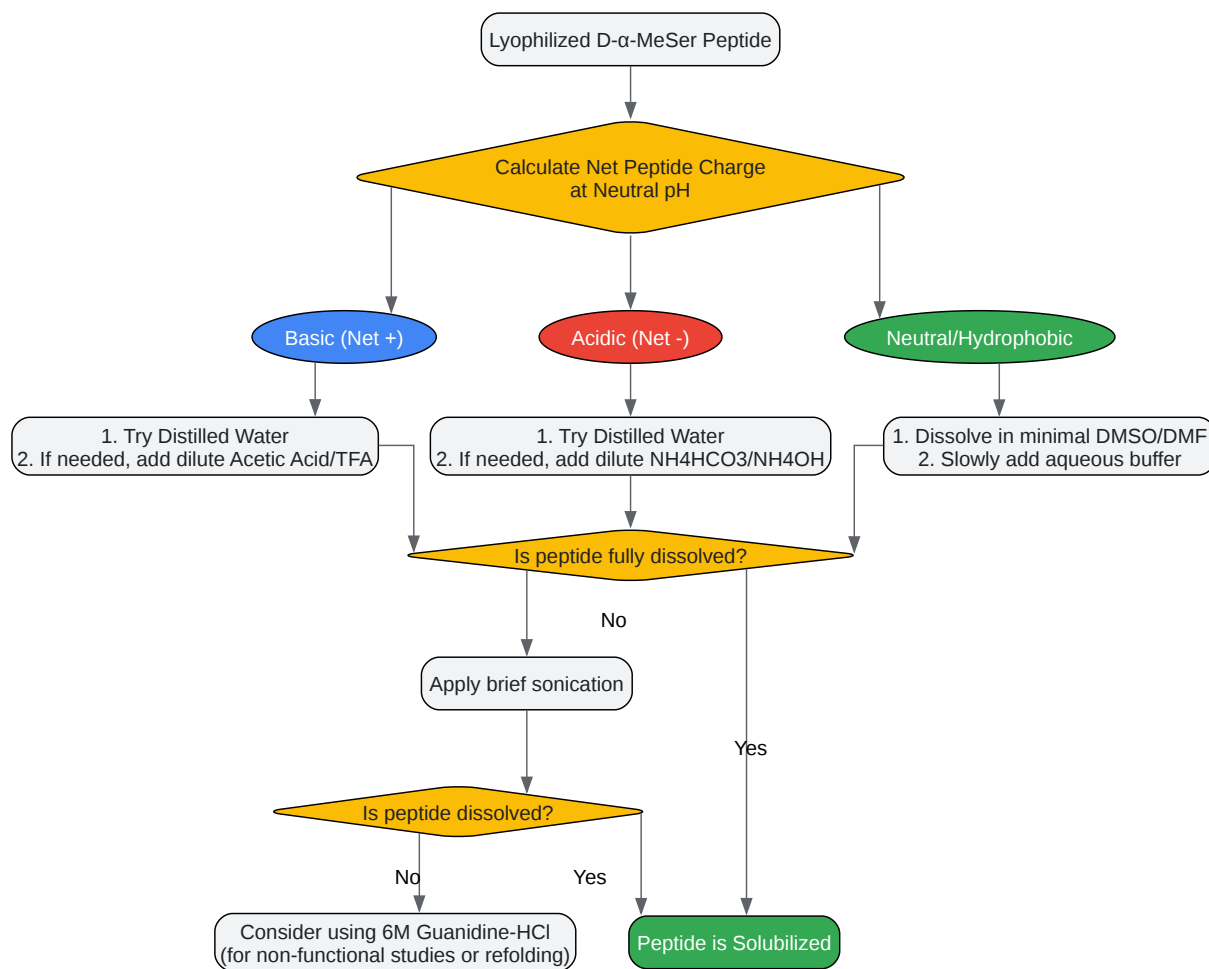 Lyophilized D-α-MeSer Peptide
Calculate Net Peptide Charge
at Neutral pH
Basic (Net +)
Acidic (Net -)
Neutral/Hydrophobic
1. Try Distilled Water
2. If needed, add dilute Acetic Acid/TFA
1. Try Distilled Water
2. If needed, add dilute NH4HCO3/NH4OH
1. Dissolve in minimal DMSO/DMF
2. Slowly add aqueous buffer
Is peptide fully dissolved?
No
Apply brief sonication
Yes
Is peptide dissolved?
No
Yes
Consider using 6M Guanidine-HCl
(for non-functional studies or refolding)
Peptide is Solubilized